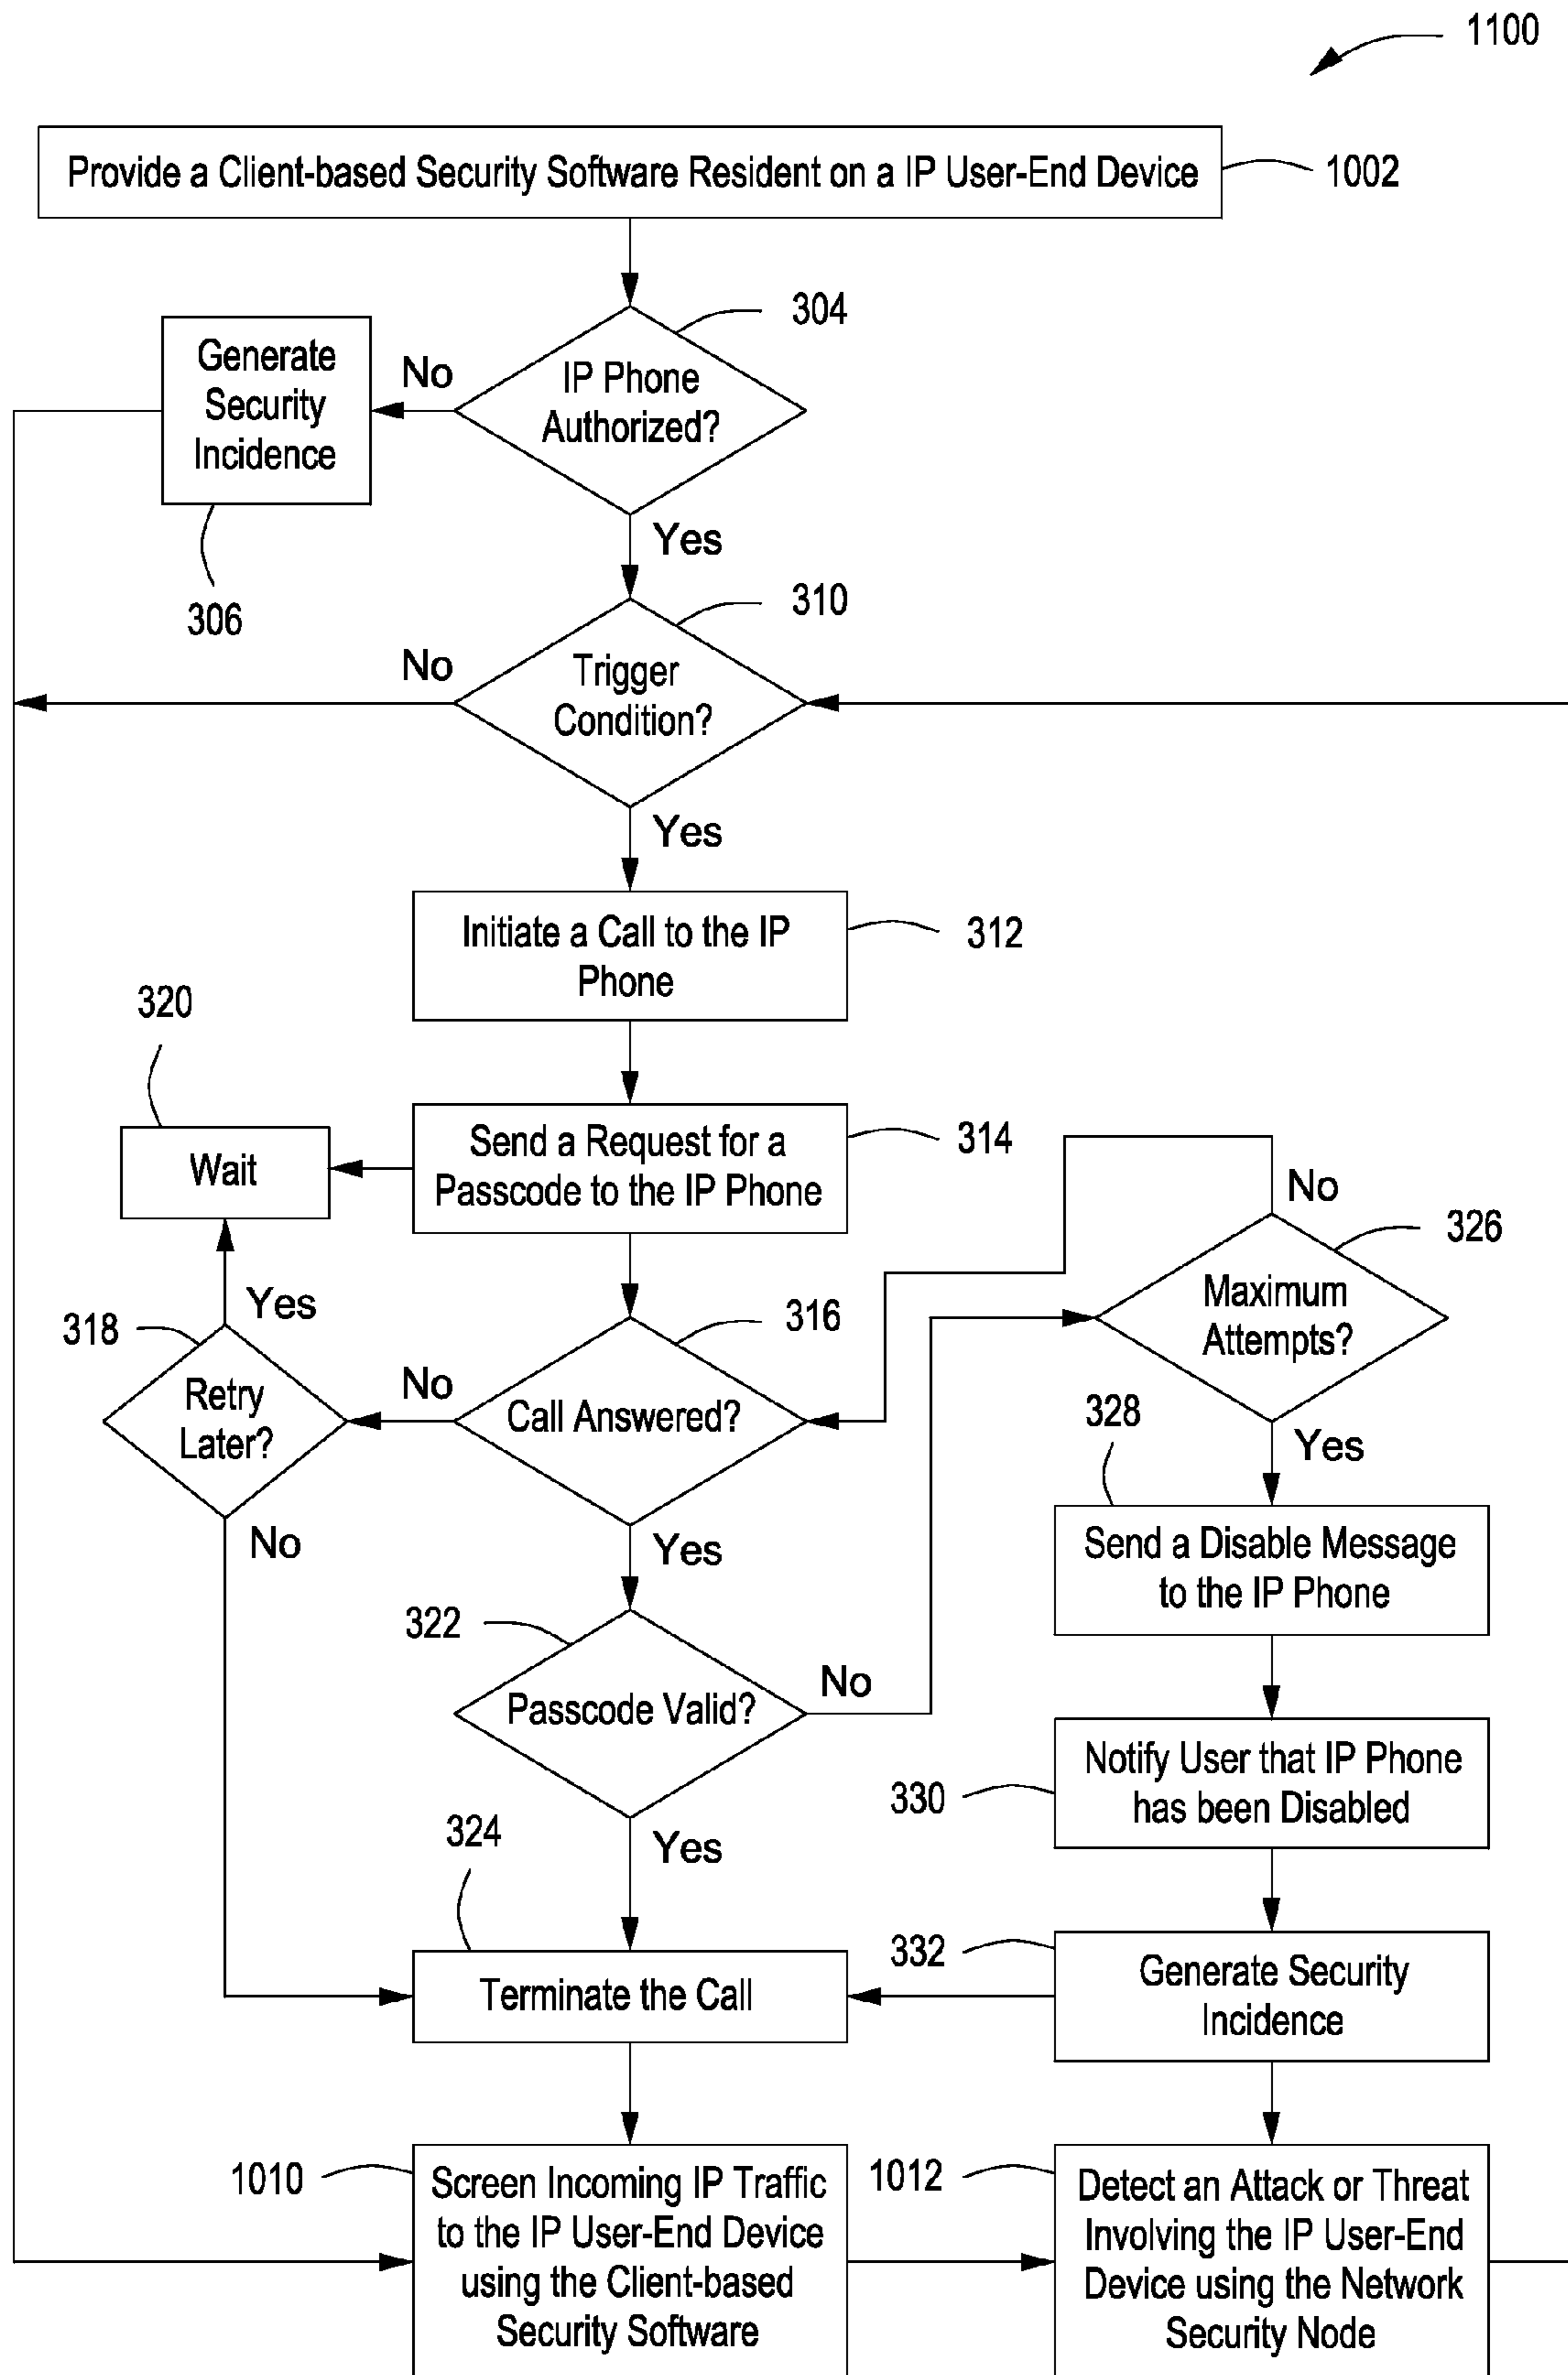 1100
Provide a Client-based Security Software Resident on a IP User-End Device
1002
304
Generate
Security
Incidence
No
IP Phone
Authorized?
Yes
306
310
No
Trigger
Condition?
Yes
Initiate a Call to the IP
Phone
312
320
Wait
Send a Request for a
Passcode to the IP Phone
314
No
326
Maximum
Attempts?
Yes
318
Retry
Later?
No
No
Call Answered?
316
Yes
328
Yes
Send a Disable Message
to the IP Phone
322
Passcode Valid?
No
Yes
330
Notify User that IP Phone
has been Disabled
324
Terminate the Call
332
Generate Security
Incidence
1010
Screen Incoming IP Traffic
to the IP User-End Device
using the Client-based
Security Software
1012
Detect an Attack or Threat
Involving the IP User-End
Device using the Network
Security Node